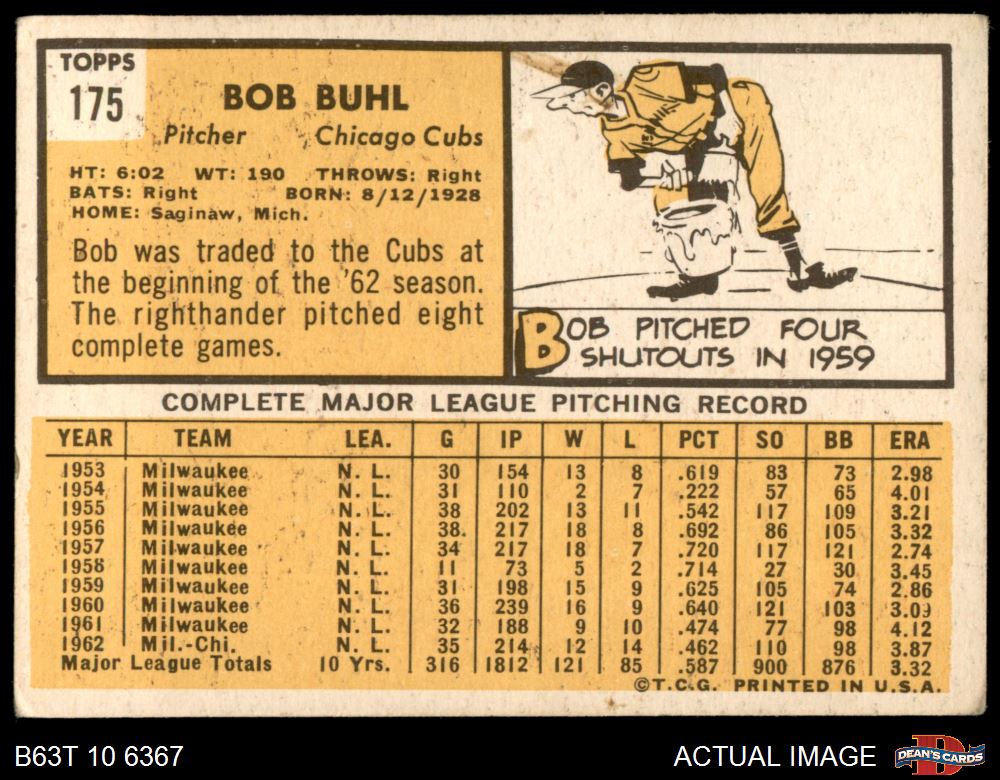 TOPPS
175
BOB BUHL
Pitcher Chicago Cubs
HT: 6:02 WT: 190 THROWS: Right
BATS: Right BORN: 8/12/1928
HOME: Saginaw, Mich.
Bob was traded to the Cubs at
the beginning of the '62 season.
The righthander pitched eight
complete games.
BOB PITCHED FOUR
SHUTOUTS IN 1959
COMPLETE MAJOR LEAGUE PITCHING RECORD
YEAR TEAM LEA. G IP W L PCT SO BB ERA
1953 Milwaukee N. L. 30 154 13 8 .619 83 73 2.98
1954 Milwaukee N. L. 31 110 2 7 .222 57 65 4.01
1955 Milwaukee N. L. 38 202 13 11 .542 117 109 3.21
1956 Milwaukee N. L. 38 217 18 8 .692 86 105 3.32
1957 Milwaukee N. L. 34 217 18 7 .720 117 121 2.74
1958 Milwaukee N. L. 11 73 5 2 .714 27 30 3.45
1959 Milwaukee N. L. 31 198 15 9 .625 105 74 2.86
1960 Milwaukee N. L. 36 239 16 9 .640 121 103 3.09
1961 Milwaukee N. L. 32 188 9 10 .474 77 98 4.12
1962 Mil.-Chi. N. L. 35 214 12 14 .462 110 98 3.87
Major League Totals 10 Yrs. 316 1812 121 85 .587 900 876 3.32
©T.C.G. PRINTED IN U.S.A.
B63T 10 6367
ACTUAL IMAGE
DEAN'S CARDS